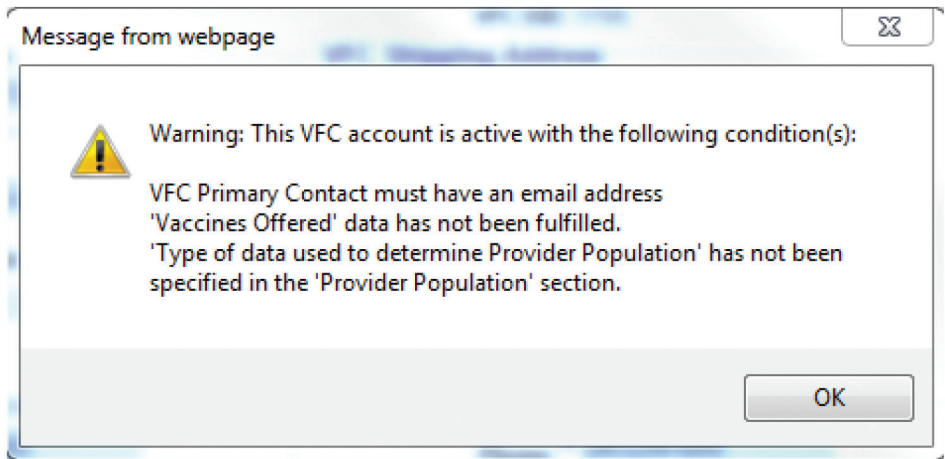 Message from webpage
Warning: This VFC account is active with the following condition(s):
VFC Primary Contact must have an email address
'Vaccines Offered' data has not been fulfilled.
'Type of data used to determine Provider Population' has not been
specified in the 'Provider Population' section.
OK